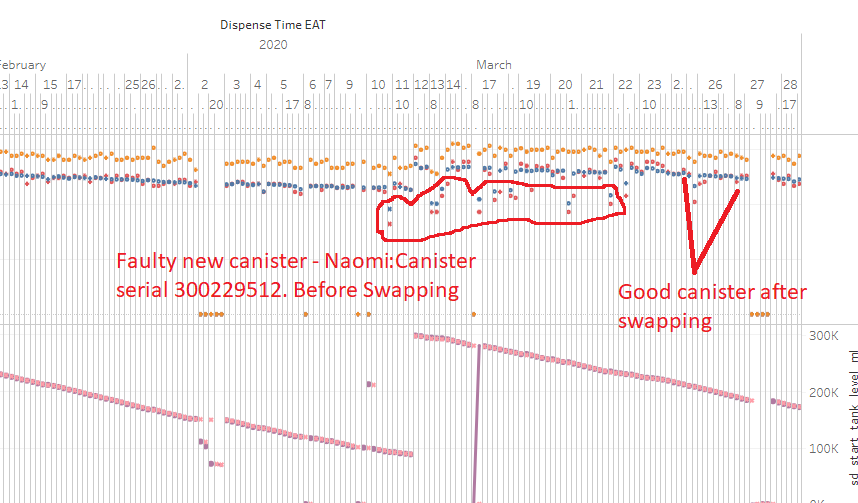 Dispense Time EAT
2020
February March
13 14 15 17 . . . . 25 26 . . 2 3 4 5 6 7 9 10 11 12 13 14 . 17 . 19 20 21 22 23 2 . . 26 27 28
. . 1 . . 9 . . . . 20 . . . 17 8 . . . 10 . . 8 . . . 8 . . 10 . . 1 . . . . 10 . . . 13 . 8 9 . . 17
Faulty new canister - Naomi:Canister
serial 300229512. Before Swapping
Good canister after
swapping
300K
200K
100K
0K
sd start tank level ml